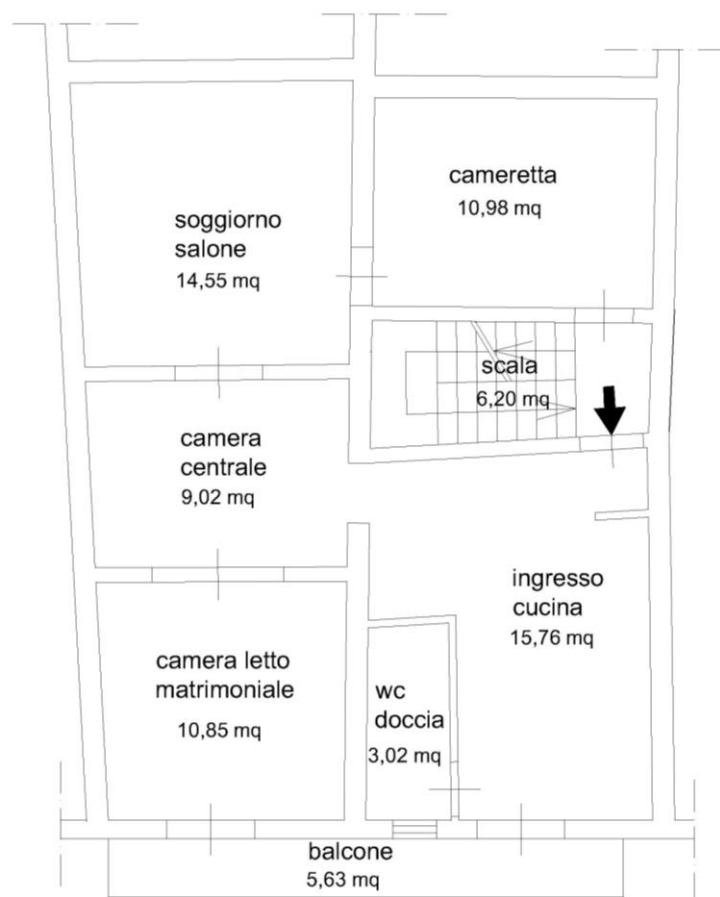 cameretta
10,98 mq
soggiorno
salone
14,55 mq
scala
6,20 mq
camera
centrale
9,02 mq
ingresso
cucina
15,76 mq
camera letto
matrimoniale
10,85 mq
wc
doccia
3,02 mq
balcone
5,63 mq